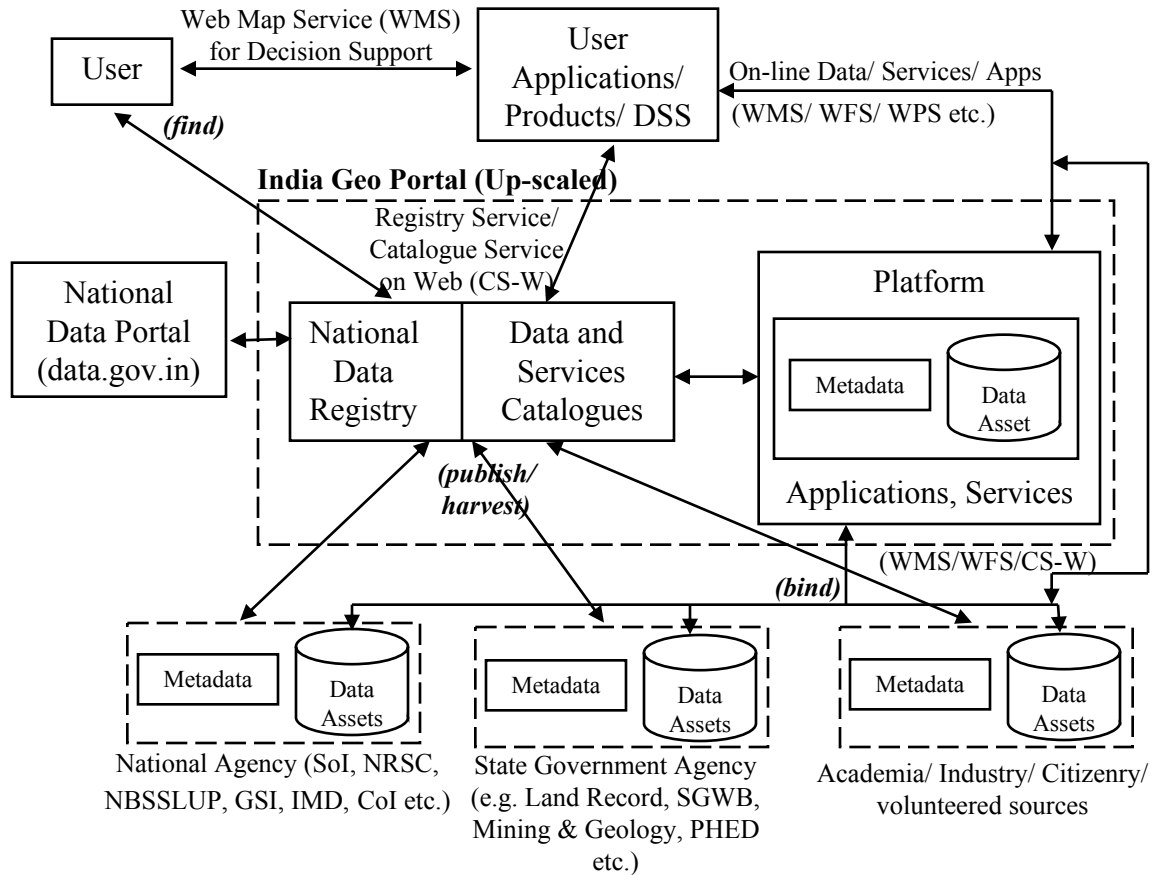 Web Map Service (WMS)
for Decision Support
User
User
Applications/
Products/ DSS
On-line Data/ Services/ Apps
(WMS/ WFS/ WPS etc.)
(find)
India Geo Portal (Up-scaled)
Registry Service/
Catalogue Service
on Web (CS-W)
National
Data Portal
(data.gov.in)
National
Data
Registry
Data and
Services
Catalogues
Platform
Metadata
Data
Asset
Applications, Services
(publish/
harvest)
(WMS/WFS/CS-W)
(bind)
Metadata
Data
Assets
National Agency (SoI, NRSC,
NBSSLUP, GSI, IMD, CoI etc.)
Metadata
Data
Assets
State Government Agency
(e.g. Land Record, SGWB,
Mining & Geology, PHED
etc.)
Metadata
Data
Assets
Academia/ Industry/ Citizenry/
volunteered sources